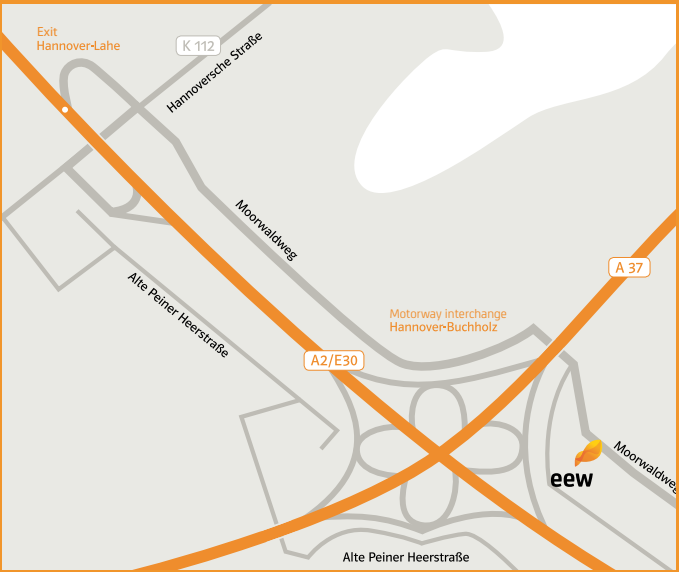 Exit
Hannover-Lahe
K 112
Hannoversche Straße
Moorwaldweg
A 37
Alte Peiner Heerstraße
Motorway interchange
Hannover-Buchholz
A2/E30
Moorwaldweg
eew
Alte Peiner Heerstraße